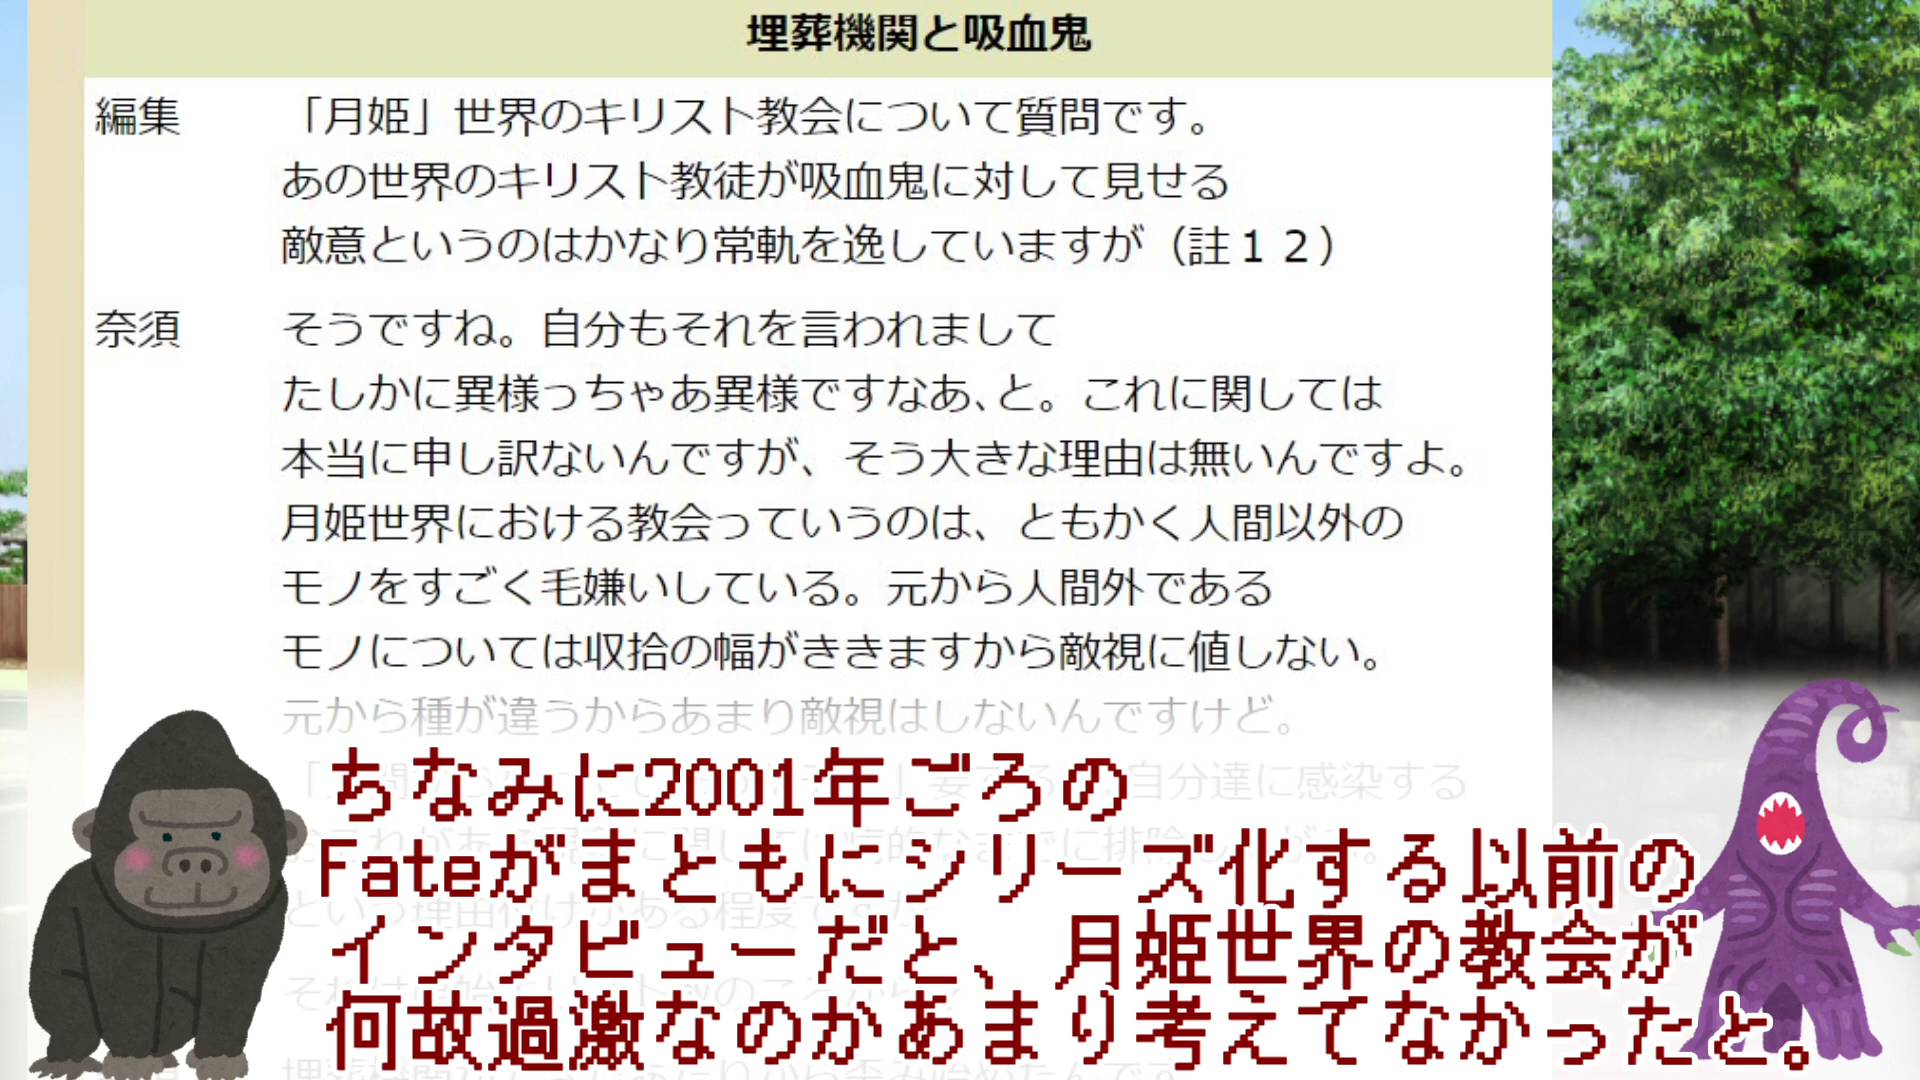 埋葬機関と吸血鬼
編集 「月姫」世界のキリスト教会について質問です。
あの世界のキリスト教徒が吸血鬼に対して見せる
敵意というのはかなり常軌を逸していますが（註１２）
奈須 そうですね。自分もそれを言われまして
たしかに異様っちゃあ異様ですなあ、と。これに関しては
本当に申し訳ないんですが、そう大きな理由は無いんですよ。
月姫世界における教会っていうのは、ともかく人間以外の
モノをすごく毛嫌いしている。元から人間外である
モノについては収拾の幅がききますから敵視に値しない。
元から種が違うからあまり敵視はしないんですけど。
自分達に感染する
ちなみに2001年ごろの
Fateがまともにシリーズ化する以前の
インタビューだと、月姫世界の教会が
何故過激なのかあまり考えてなかったと。